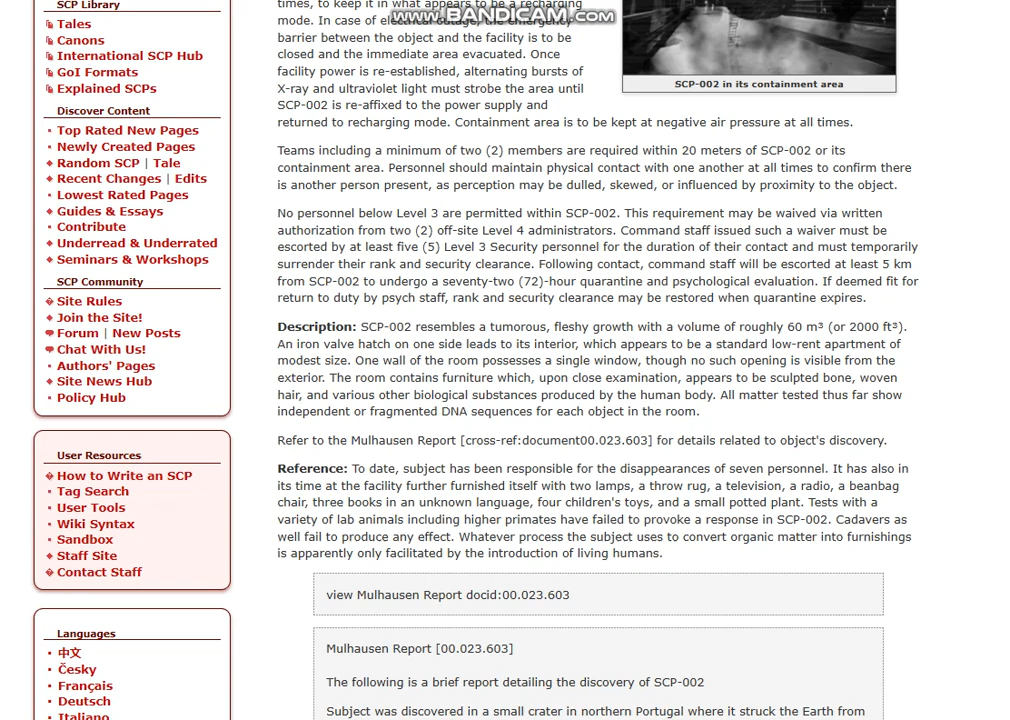 SCP Library
Tales
Canons
International SCP Hub
GoI Formats
Explained SCPs
Discover Content
Top Rated New Pages
Newly Created Pages
Random SCP | Tale
Recent Changes | Edits
Lowest Rated Pages
Guides & Essays
Contribute
Underread & Underrated
Seminars & Workshops
SCP Community
Site Rules
Join the Site!
Forum | New Posts
Chat With Us!
Authors' Pages
Site News Hub
Policy Hub
User Resources
How to Write an SCP
Tag Search
User Tools
Wiki Syntax
Sandbox
Staff Site
Contact Staff
Languages
中文
Česky
Français
Deutsch
Italiano
www.BANDICAM.com
times, to keep it in what appears to be a recharging
mode. In case of electrical outage, the emergency
barrier between the object and the facility is to be
closed and the immediate area evacuated. Once
facility power is re-established, alternating bursts of
X-ray and ultraviolet light must strobe the area until
SCP-002 is re-affixed to the power supply and
returned to recharging mode. Containment area is to be kept at negative air pressure at all times.
SCP-002 in its containment area
Teams including a minimum of two (2) members are required within 20 meters of SCP-002 or its
containment area. Personnel should maintain physical contact with one another at all times to confirm there
is another person present, as perception may be dulled, skewed, or influenced by proximity to the object.
No personnel below Level 3 are permitted within SCP-002. This requirement may be waived via written
authorization from two (2) off-site Level 4 administrators. Command staff issued such a waiver must be
escorted by at least five (5) Level 3 Security personnel for the duration of their contact and must temporarily
surrender their rank and security clearance. Following contact, command staff will be escorted at least 5 km
from SCP-002 to undergo a seventy-two (72)-hour quarantine and psychological evaluation. If deemed fit for
return to duty by psych staff, rank and security clearance may be restored when quarantine expires.
Description: SCP-002 resembles a tumorous, fleshy growth with a volume of roughly 60 m³ (or 2000 ft³).
An iron valve hatch on one side leads to its interior, which appears to be a standard low-rent apartment of
modest size. One wall of the room possesses a single window, though no such opening is visible from the
exterior. The room contains furniture which, upon close examination, appears to be sculpted bone, woven
hair, and various other biological substances produced by the human body. All matter tested thus far show
independent or fragmented DNA sequences for each object in the room.
Refer to the Mulhausen Report [cross-ref:document00.023.603] for details related to object's discovery.
Reference: To date, subject has been responsible for the disappearances of seven personnel. It has also in
its time at the facility further furnished itself with two lamps, a throw rug, a television, a radio, a beanbag
chair, three books in an unknown language, four children's toys, and a small potted plant. Tests with a
variety of lab animals including higher primates have failed to provoke a response in SCP-002. Cadavers as
well fail to produce any effect. Whatever process the subject uses to convert organic matter into furnishings
is apparently only facilitated by the introduction of living humans.
view Mulhausen Report docid:00.023.603
Mulhausen Report [00.023.603]
The following is a brief report detailing the discovery of SCP-002
Subject was discovered in a small crater in northern Portugal where it struck the Earth from